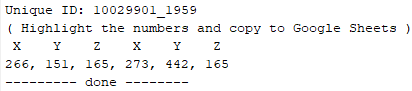 Unique ID: 10029901_1959
( Highlight the numbers and copy to Google Sheets )
X Y Z X Y Z
266, 151, 165, 273, 442, 165
--------- done --------